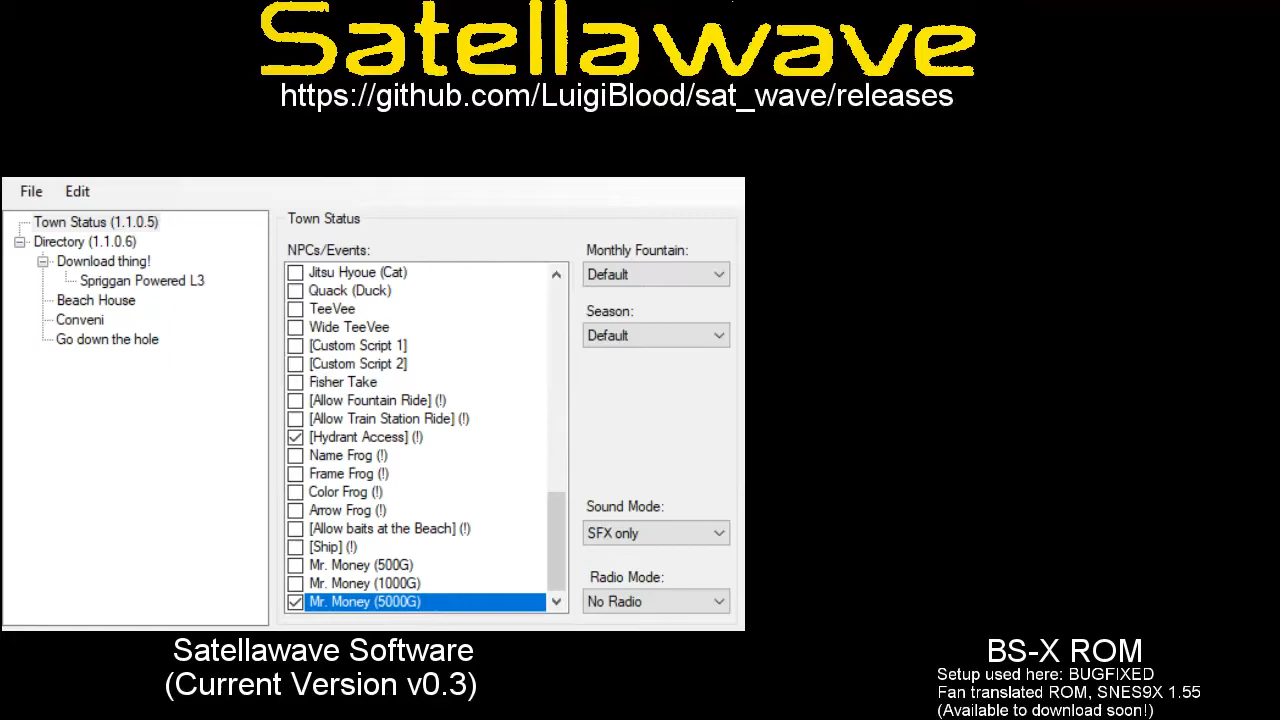 Satellawave
https://github.com/LuigiBlood/sat_wave/releases
File Edit
Town Status (1.1.0.5)
Directory (1.1.0.6)
Download thing!
Spriggan Powered L3
Beach House
Conveni
Go down the hole
Town Status
NPCs/Events:
Jitsu Hyoue (Cat)
Quack (Duck)
TeeVee
Wide TeeVee
[Custom Script 1]
[Custom Script 2]
Fisher Take
[Allow Fountain Ride] (!)
[Allow Train Station Ride] (!)
[Hydrant Access] (!)
Name Frog (!)
Frame Frog (!)
Color Frog (!)
Arrow Frog (!)
[Allow baits at the Beach] (!)
[Ship] (!)
Mr. Money (500G)
Mr. Money (1000G)
Mr. Money (5000G)
Monthly Fountain:
Default
Season:
Default
Sound Mode:
SFX only
Radio Mode:
No Radio
Satellawave Software
(Current Version v0.3)
BS-X ROM
Setup used here: BUGFIXED
Fan translated ROM, SNES9X 1.55
(Available to download soon!)